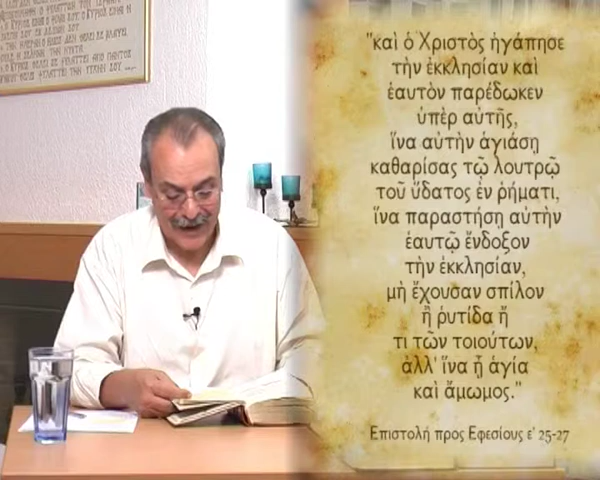 "καὶ ὁ Χριστὸς ἠγάπησε
τὴν ἐκκλησίαν καὶ
ἑαυτὸν παρέδωκεν
ὑπὲρ αὐτῆς,
ἵνα αὐτὴν ἁγιάσῃ
καθαρίσας τῷ λουτρῷ
τοῦ ὕδατος ἐν ῥήματι,
ἵνα παραστήσῃ αὐτὴν
ἑαυτῷ ἔνδοξον
τὴν ἐκκλησίαν,
μὴ ἔχουσαν σπίλον
ἢ ῥυτίδα ἤ
τι τῶν τοιούτων,
ἀλλ' ἵνα ᾖ ἁγία
καὶ ἄμωμος."
Επιστολή προς Εφεσίους ε' 25-27